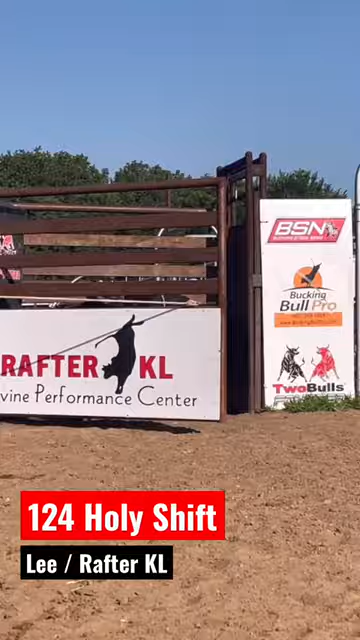 BSN
Bucking
Bull Pro
TwoBulls
RAFTER KL
vine Performance Center
124 Holy Shift
Lee / Rafter KL